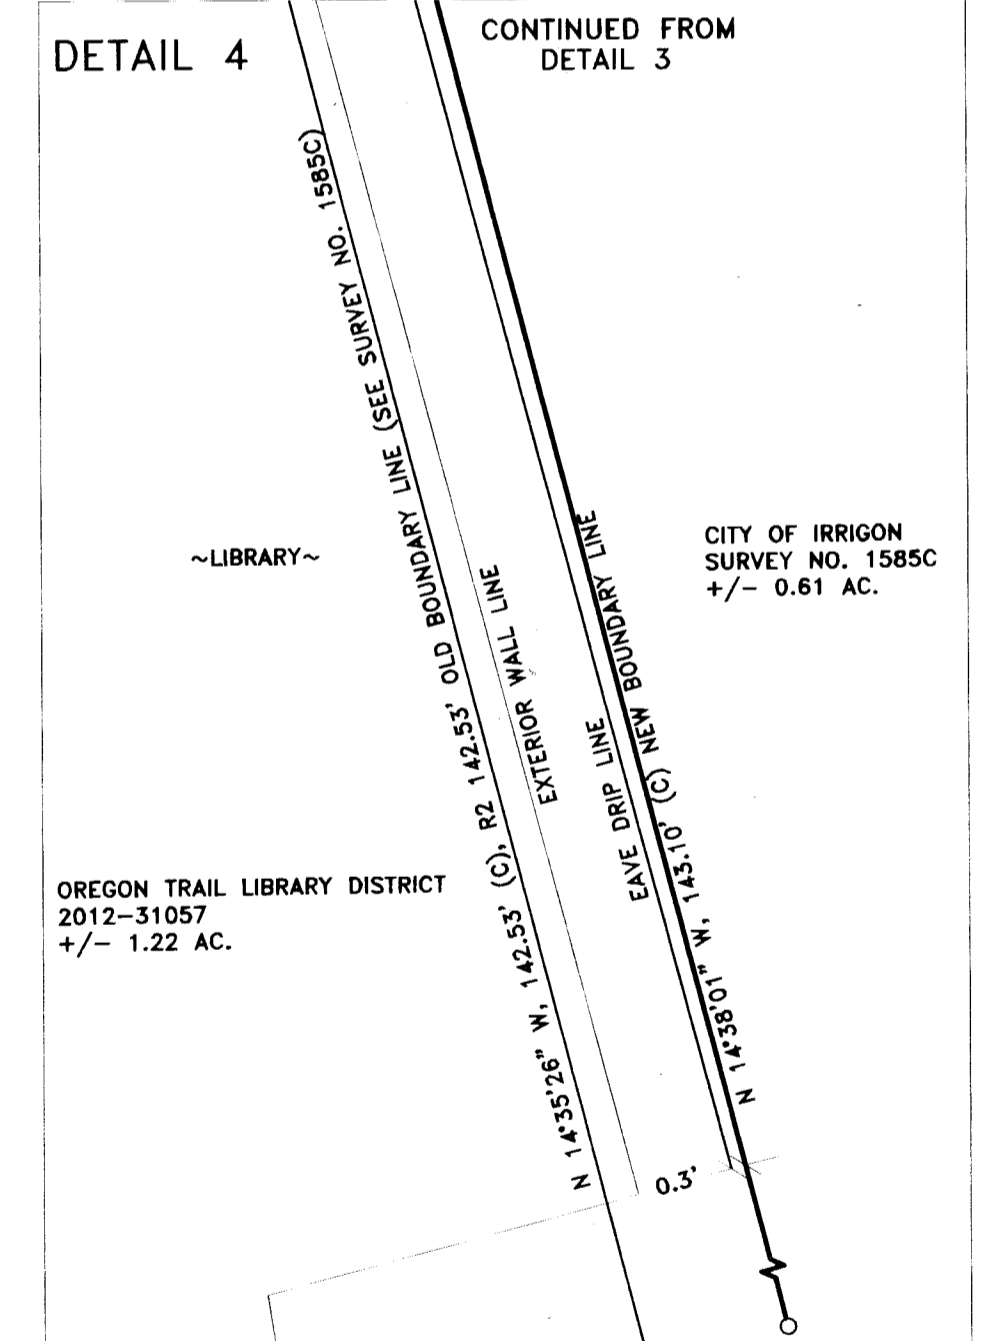 DETAIL 4
CONTINUED FROM
DETAIL 3
N 14°35'26" W, 142.53' (C), R2 142.53' OLD BOUNDARY LINE (SEE SURVEY NO. 1585C)
~LIBRARY~
EXTERIOR WALL LINE
EAVE DRIP LINE
N 14°38'01" W, 143.10' (C) NEW BOUNDARY LINE
CITY OF IRRIGON
SURVEY NO. 1585C
+/- 0.61 AC.
OREGON TRAIL LIBRARY DISTRICT
2012-31057
+/- 1.22 AC.
0.3'